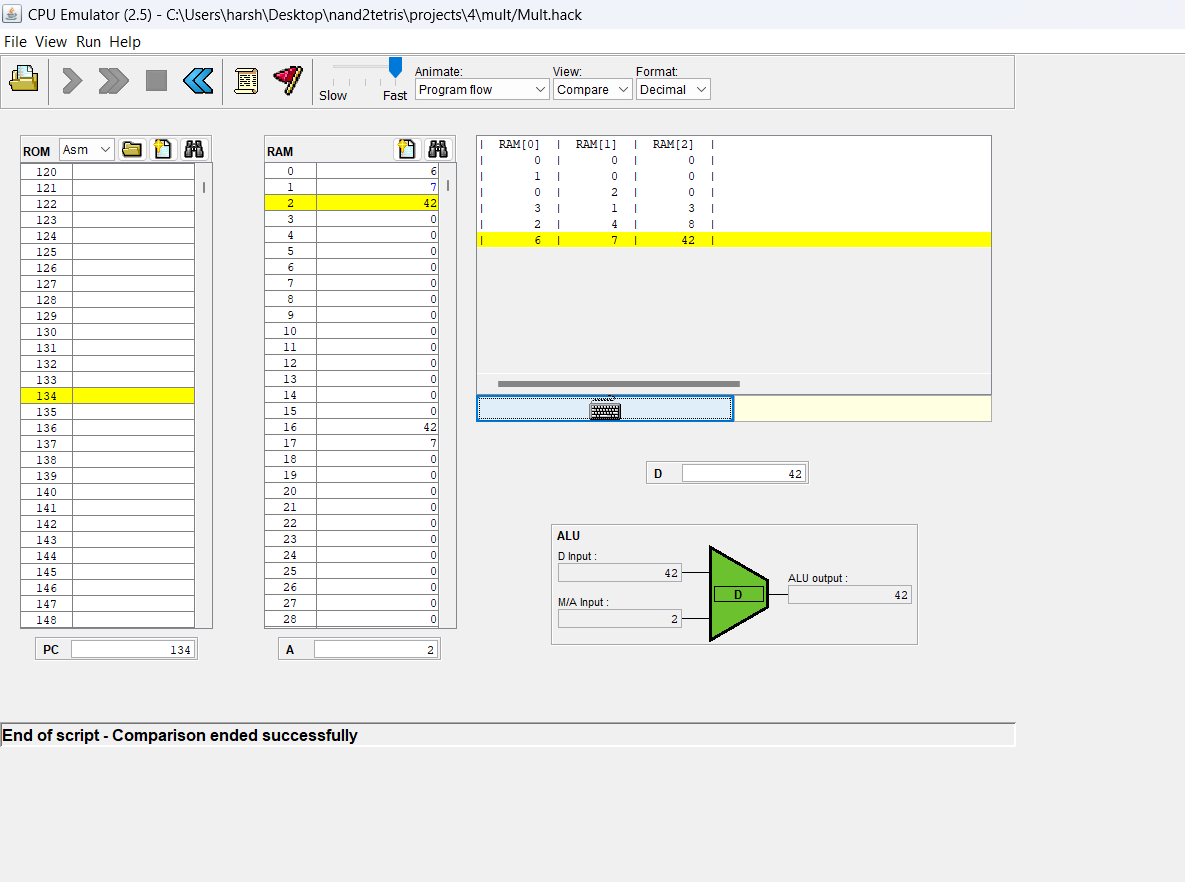 CPU Emulator (2.5) - C:\Users\harsh\Desktop\nand2tetris\projects\4\mult/Mult.hack
File View Run Help
Slow Fast
Animate: View: Format:
Program flow Compare Decimal
ROM Asm
120
121
122
123
124
125
126
127
128
129
130
131
132
133
134
135
136
137
138
139
140
141
142
143
144
145
146
147
148
PC 134
RAM
0 6
1 7
2 42
3 0
4 0
5 0
6 0
7 0
8 0
9 0
10 0
11 0
12 0
13 0
14 0
15 0
16 42
17 7
18 0
19 0
20 0
21 0
22 0
23 0
24 0
25 0
26 0
27 0
28 0
A 2
| RAM[0] | RAM[1] | RAM[2] |
| 0 | 0 | 0 |
| 1 | 0 | 0 |
| 0 | 2 | 0 |
| 3 | 1 | 3 |
| 2 | 4 | 8 |
| 6 | 7 | 42 |
D 42
ALU
D Input :
42
M/A Input :
2
D
ALU output :
42
End of script - Comparison ended successfully